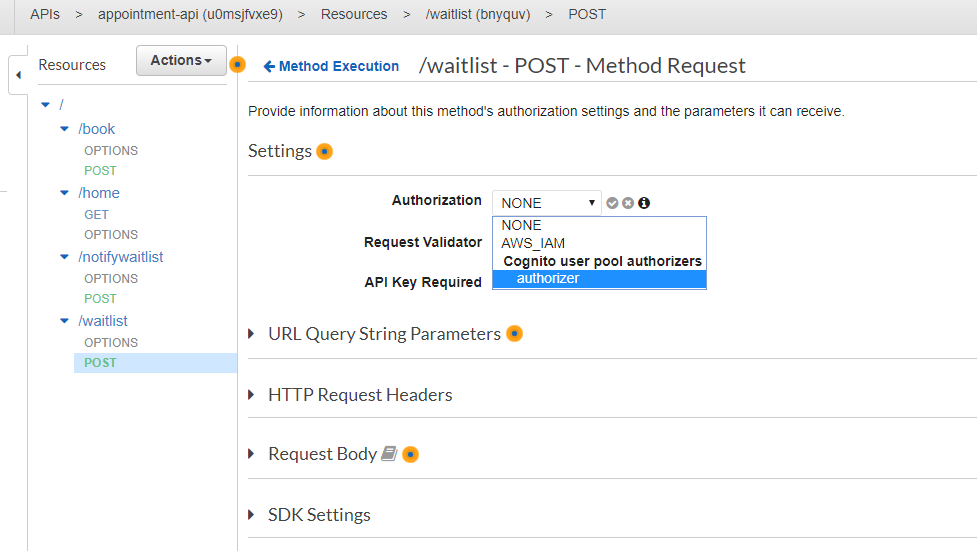 APIs > appointment-api (u0msjfvxe9) > Resources > /waitlist (bnyquv) > POST
Resources
Actions
Method Execution /waitlist - POST - Method Request
/
/book
OPTIONS
POST
/home
GET
OPTIONS
/notifywaitlist
OPTIONS
POST
/waitlist
OPTIONS
POST
Provide information about this method's authorization settings and the parameters it can receive.
Settings
Authorization NONE
NONE
AWS_IAM
Cognito user pool authorizers
authorizer
Request Validator
API Key Required
URL Query String Parameters
HTTP Request Headers
Request Body
SDK Settings